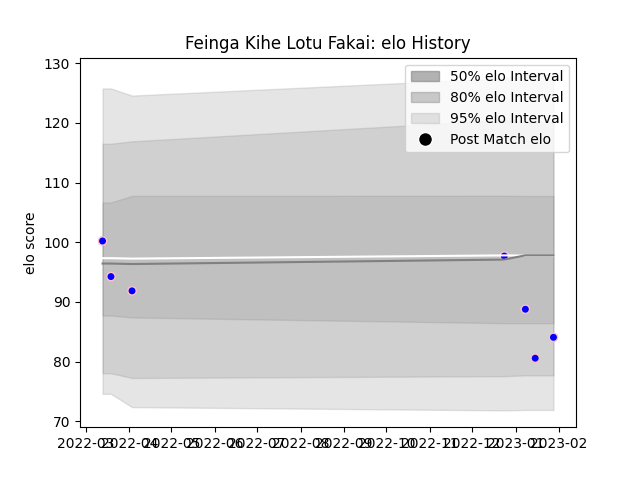 Feinga Kihe Lotu Fakai: elo History
50% elo Interval
80% elo Interval
95% elo Interval
Post Match elo
elo score
130
120
110
100
90
80
70
2022-03 2022-04 2022-05 2022-06 2022-07 2022-08 2022-09 2022-10 2022-11 2022-12 2023-01 2023-02